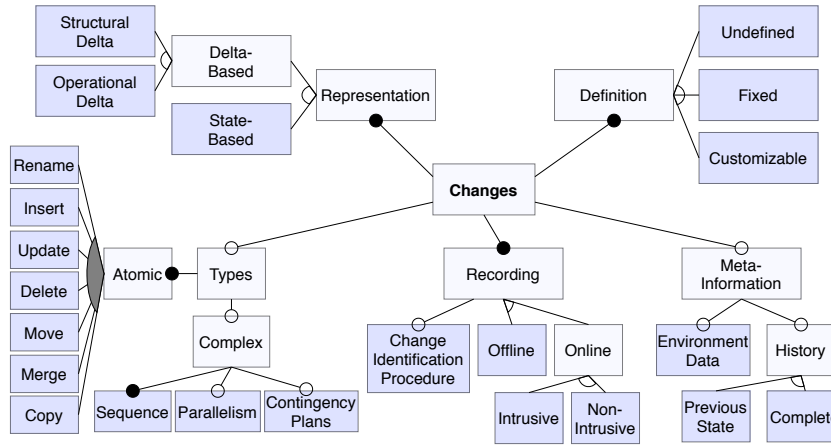 Structural
Delta
Operational
Delta
Delta-
Based
State-
Based
Representation
Definition
Undefined
Fixed
Customizable
Changes
Rename
Insert
Update
Delete
Move
Merge
Copy
Atomic
Types
Complex
Sequence
Parallelism
Contingency
Plans
Recording
Change
Identification
Procedure
Offline
Online
Intrusive
Non-
Intrusive
Meta-
Information
Environment
Data
History
Previous
State
Complete